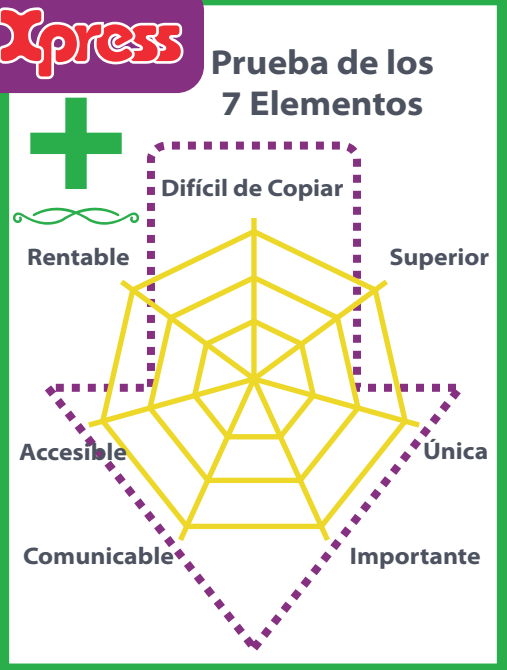 Xpress
Prueba de los
7 Elementos
Difícil de Copiar
Rentable
Superior
Accesible
Única
Comunicable
Importante